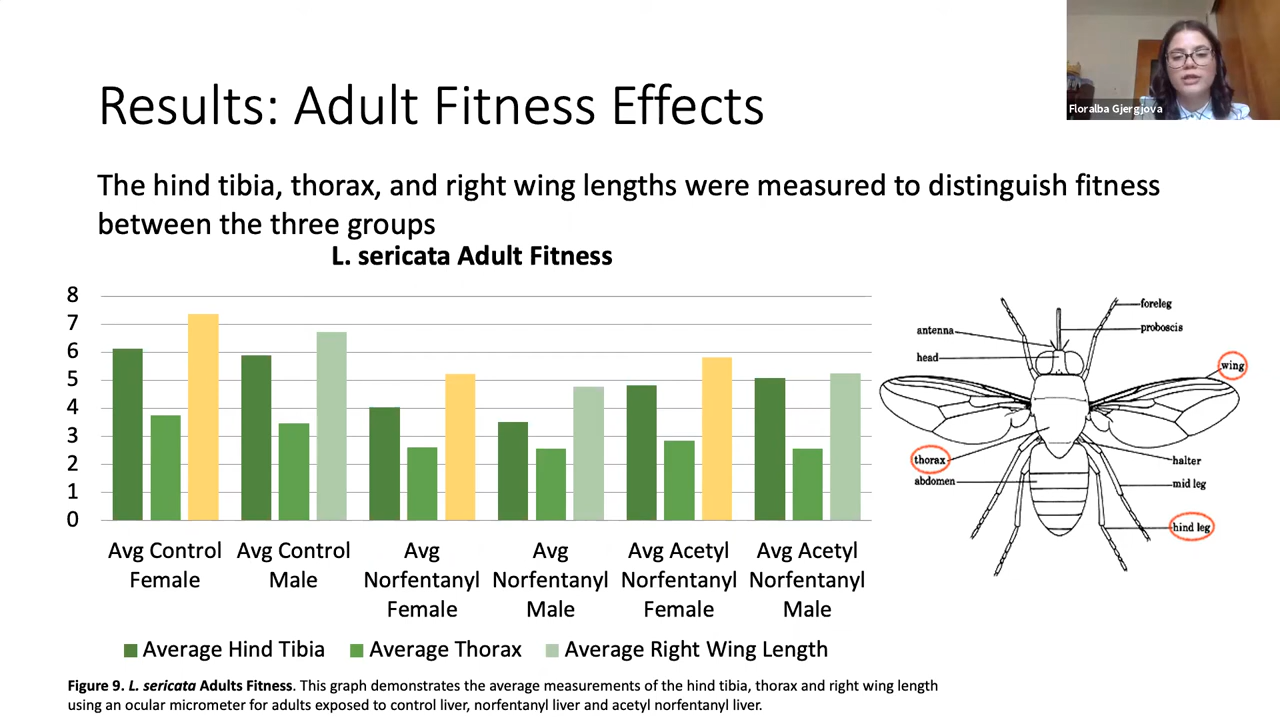 Floralba Gjergjova
Results: Adult Fitness Effects
The hind tibia, thorax, and right wing lengths were measured to distinguish fitness
between the three groups
L. sericata Adult Fitness
8
7
6
5
4
3
2
1
0
Avg Control
Female
Avg Control
Male
Avg
Norfentanyl
Female
Avg
Norfentanyl
Male
Avg Acetyl
Norfentanyl
Female
Avg Acetyl
Norfentanyl
Male
Average Hind Tibia
Average Thorax
Average Right Wing Length
foreleg
antenna
proboscis
head
wing
thorax
halter
abdomen
mid leg
hind leg
Figure 9. L. sericata Adults Fitness. This graph demonstrates the average measurements of the hind tibia, thorax and right wing length
using an ocular micrometer for adults exposed to control liver, norfentanyl liver and acetyl norfentanyl liver.